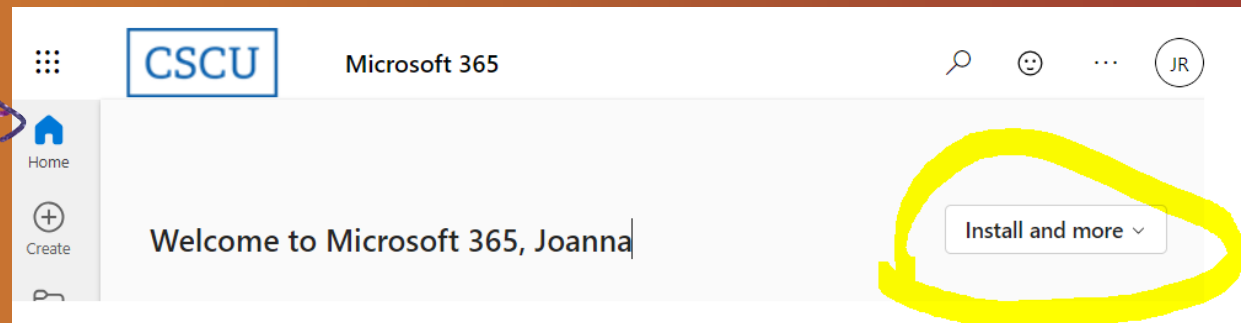 CSCU Microsoft 365 JR
Home
Create
Welcome to Microsoft 365, Joanna
Install and more